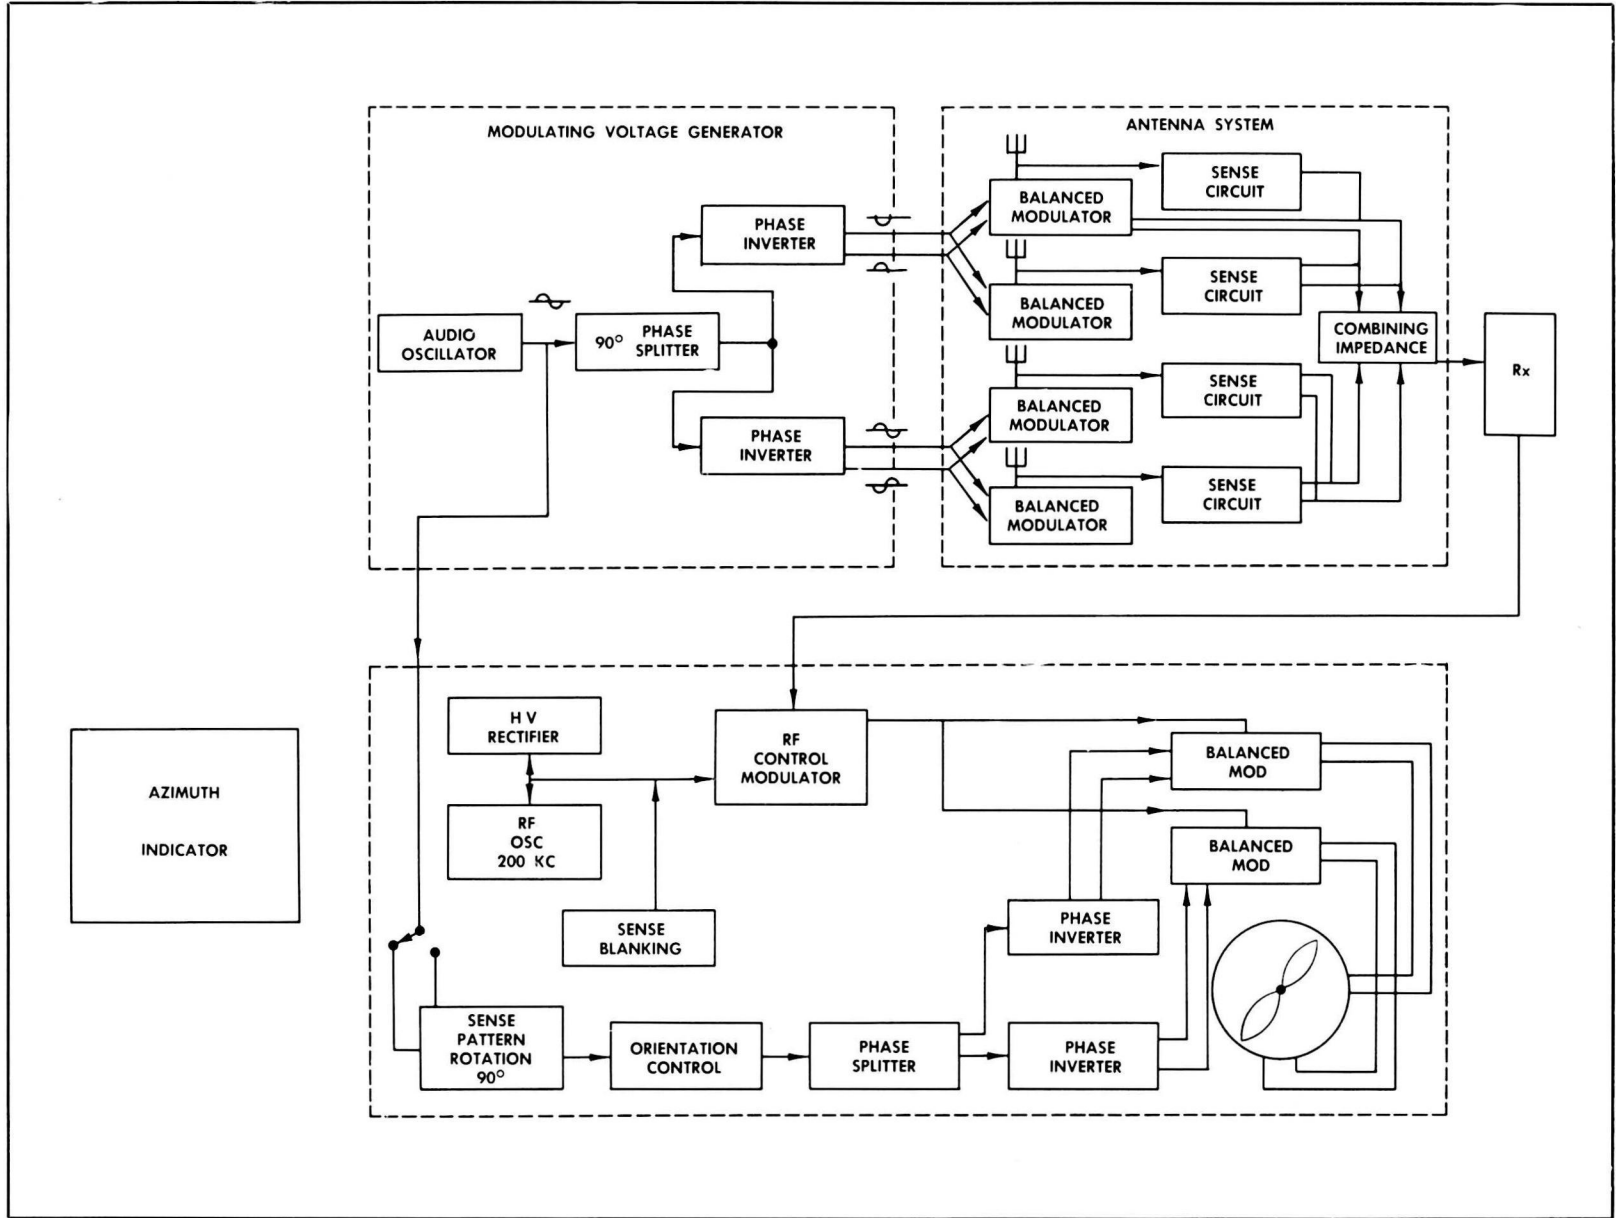 MODULATING VOLTAGE GENERATOR
ANTENNA SYSTEM
AUDIO
OSCILLATOR
90° PHASE
SPLITTER
PHASE
INVERTER
PHASE
INVERTER
BALANCED
MODULATOR
SENSE
CIRCUIT
BALANCED
MODULATOR
SENSE
CIRCUIT
BALANCED
MODULATOR
SENSE
CIRCUIT
BALANCED
MODULATOR
SENSE
CIRCUIT
COMBINING
IMPEDANCE
Rx
AZIMUTH
INDICATOR
H V
RECTIFIER
RF
OSC
200 KC
SENSE
BLANKING
RF
CONTROL
MODULATOR
BALANCED
MOD
BALANCED
MOD
PHASE
INVERTER
SENSE
PATTERN
ROTATION
90°
ORIENTATION
CONTROL
PHASE
SPLITTER
PHASE
INVERTER